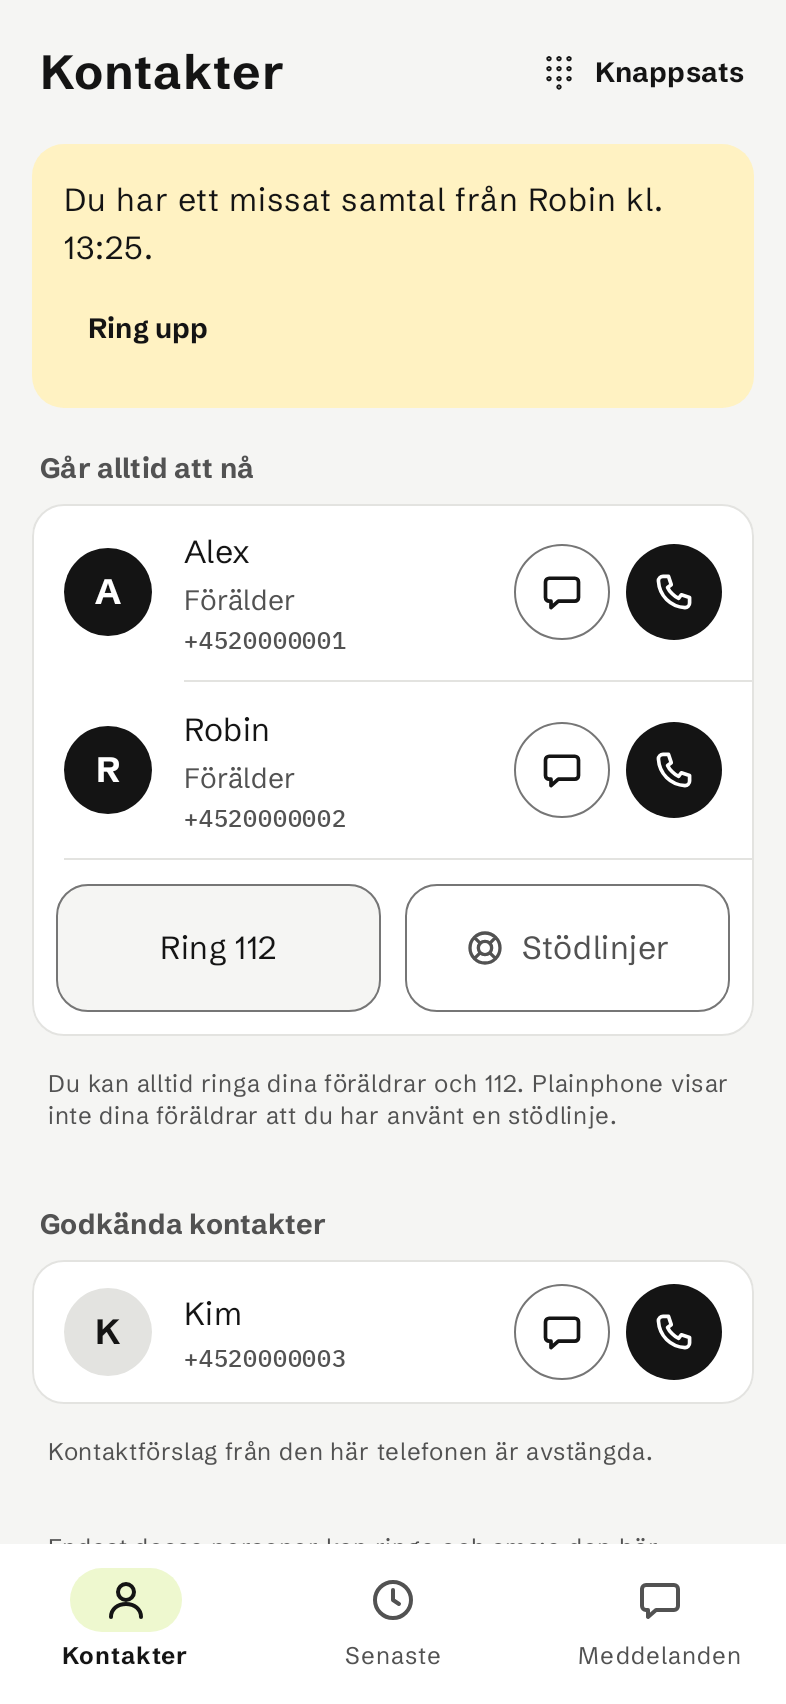 Kontakter
Knappsats
Du har ett missat samtal från Robin kl.
13:25.
Ring upp
Går alltid att nå
A
Alex
Förälder
+4520000001
R
Robin
Förälder
+4520000002
Ring 112
Stödlinjer
Du kan alltid ringa dina föräldrar och 112. Plainphone visar
inte dina föräldrar att du har använt en stödlinje.
Godkända kontakter
K
Kim
+4520000003
Kontaktförslag från den här telefonen är avstängda.
Kontakter
Senaste
Meddelanden